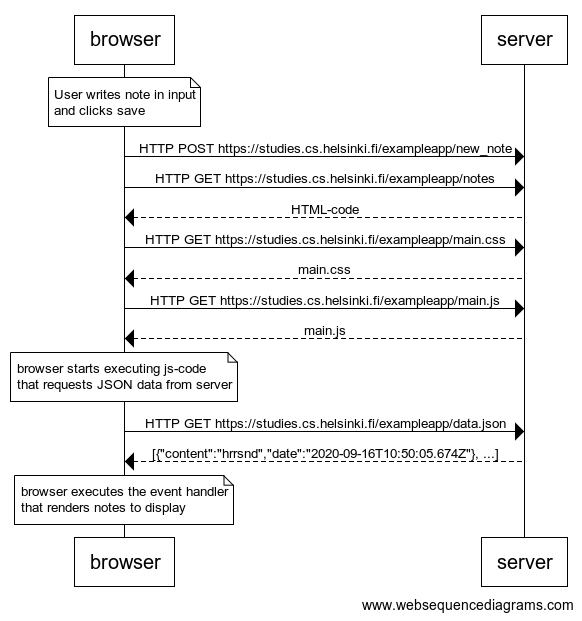 browser
server
User writes note in input
and clicks save
HTTP POST https://studies.cs.helsinki.fi/exampleapp/new_note
HTTP GET https://studies.cs.helsinki.fi/exampleapp/notes
HTML-code
HTTP GET https://studies.cs.helsinki.fi/exampleapp/main.css
main.css
HTTP GET https://studies.cs.helsinki.fi/exampleapp/main.js
main.js
browser starts executing js-code
that requests JSON data from server
HTTP GET https://studies.cs.helsinki.fi/exampleapp/data.json
[{"content":"hrrsnd","date":"2020-09-16T10:50:05.674Z"}, ...]
browser executes the event handler
that renders notes to display
browser
server
www.websequencediagrams.com